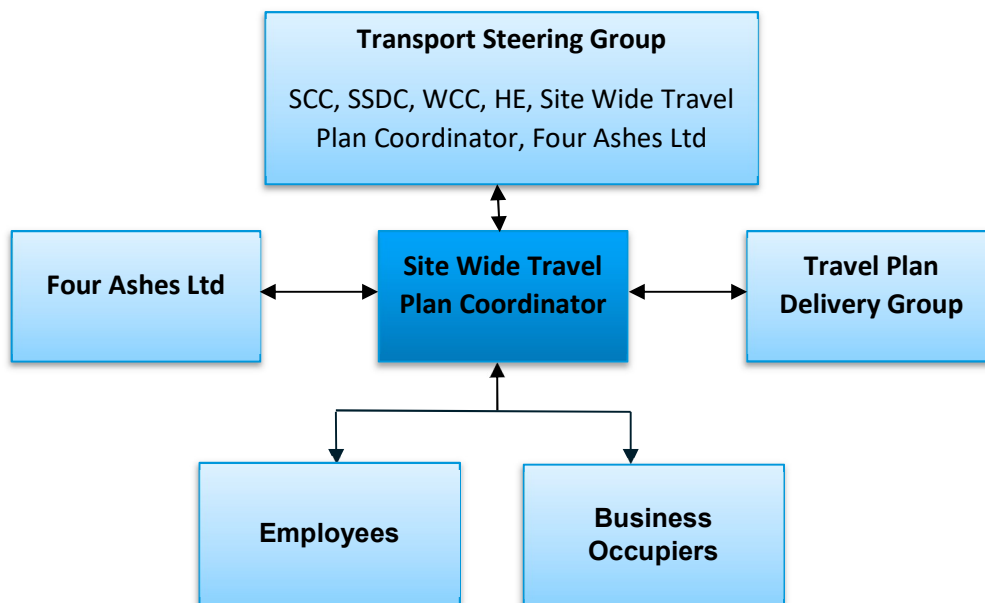 Transport Steering Group
SCC, SSDC, WCC, HE, Site Wide Travel
Plan Coordinator, Four Ashes Ltd
Four Ashes Ltd
Site Wide Travel
Plan Coordinator
Travel Plan
Delivery Group
Employees
Business
Occupiers